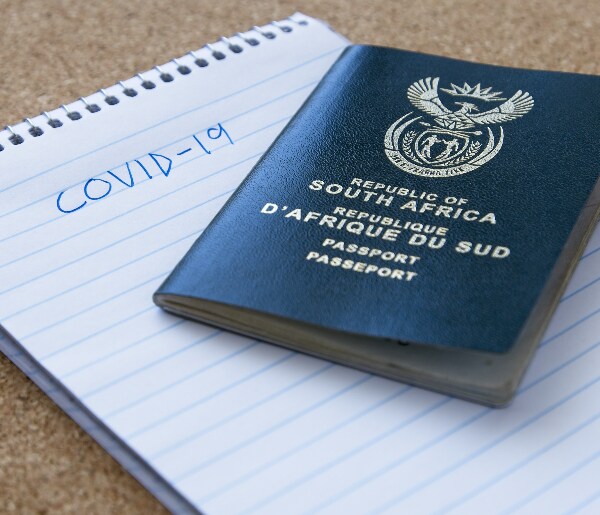 COVID-19
REPUBLIC OF
SOUTH AFRICA
REPUBLIQUE
D'AFRIQUE DU SUD
PASSPORT
PASSEPORT